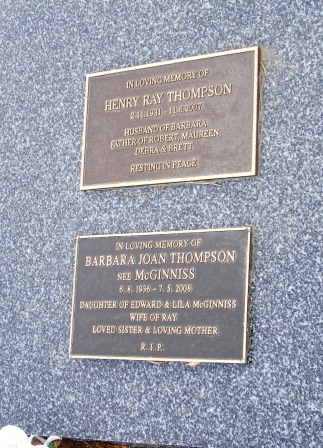 IN LOVING MEMORY OF
HENRY RAY THOMPSON
2.11.1931 - 11.6.2007
HUSBAND OF BARBARA
FATHER OF ROBERT, MAUREEN,
DEBRA & BRETT
RESTING IN PEACE
IN LOVING MEMORY OF
BARBARA JOAN THOMPSON
NEE McGINNISS
6. 8. 1936 - 7. 5. 2008
DAUGHTER OF EDWARD & LILA McGINNISS
WIFE OF RAY
LOVED SISTER & LOVING MOTHER
R. I. P.